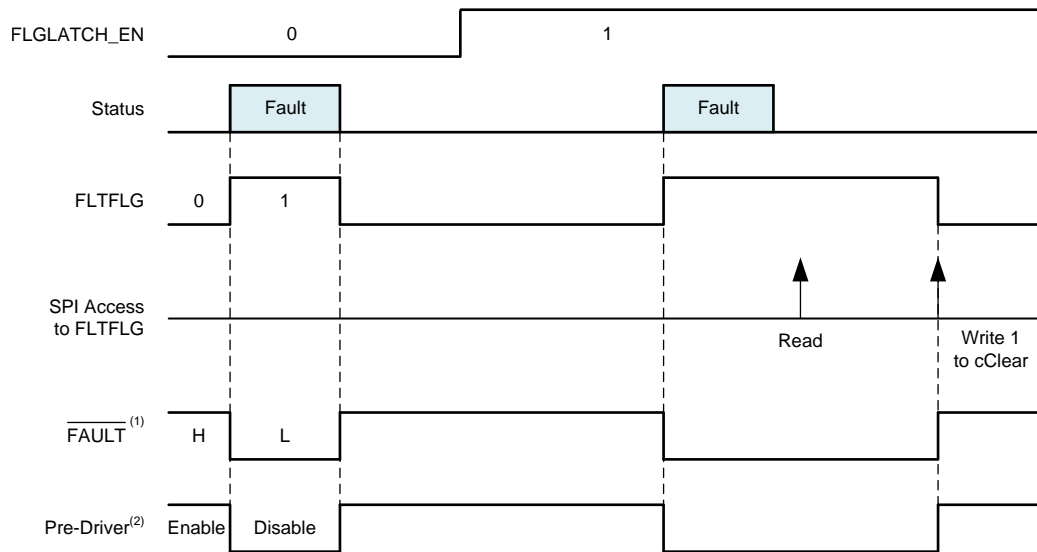 FLGLATCH_EN 0 1
Status Fault Fault
FLTFLG 0 1
SPI Access
to FLTFLG
Read
Write 1
to cClear
FAULT (1) H L
Pre-Driver(2) Enable Disable